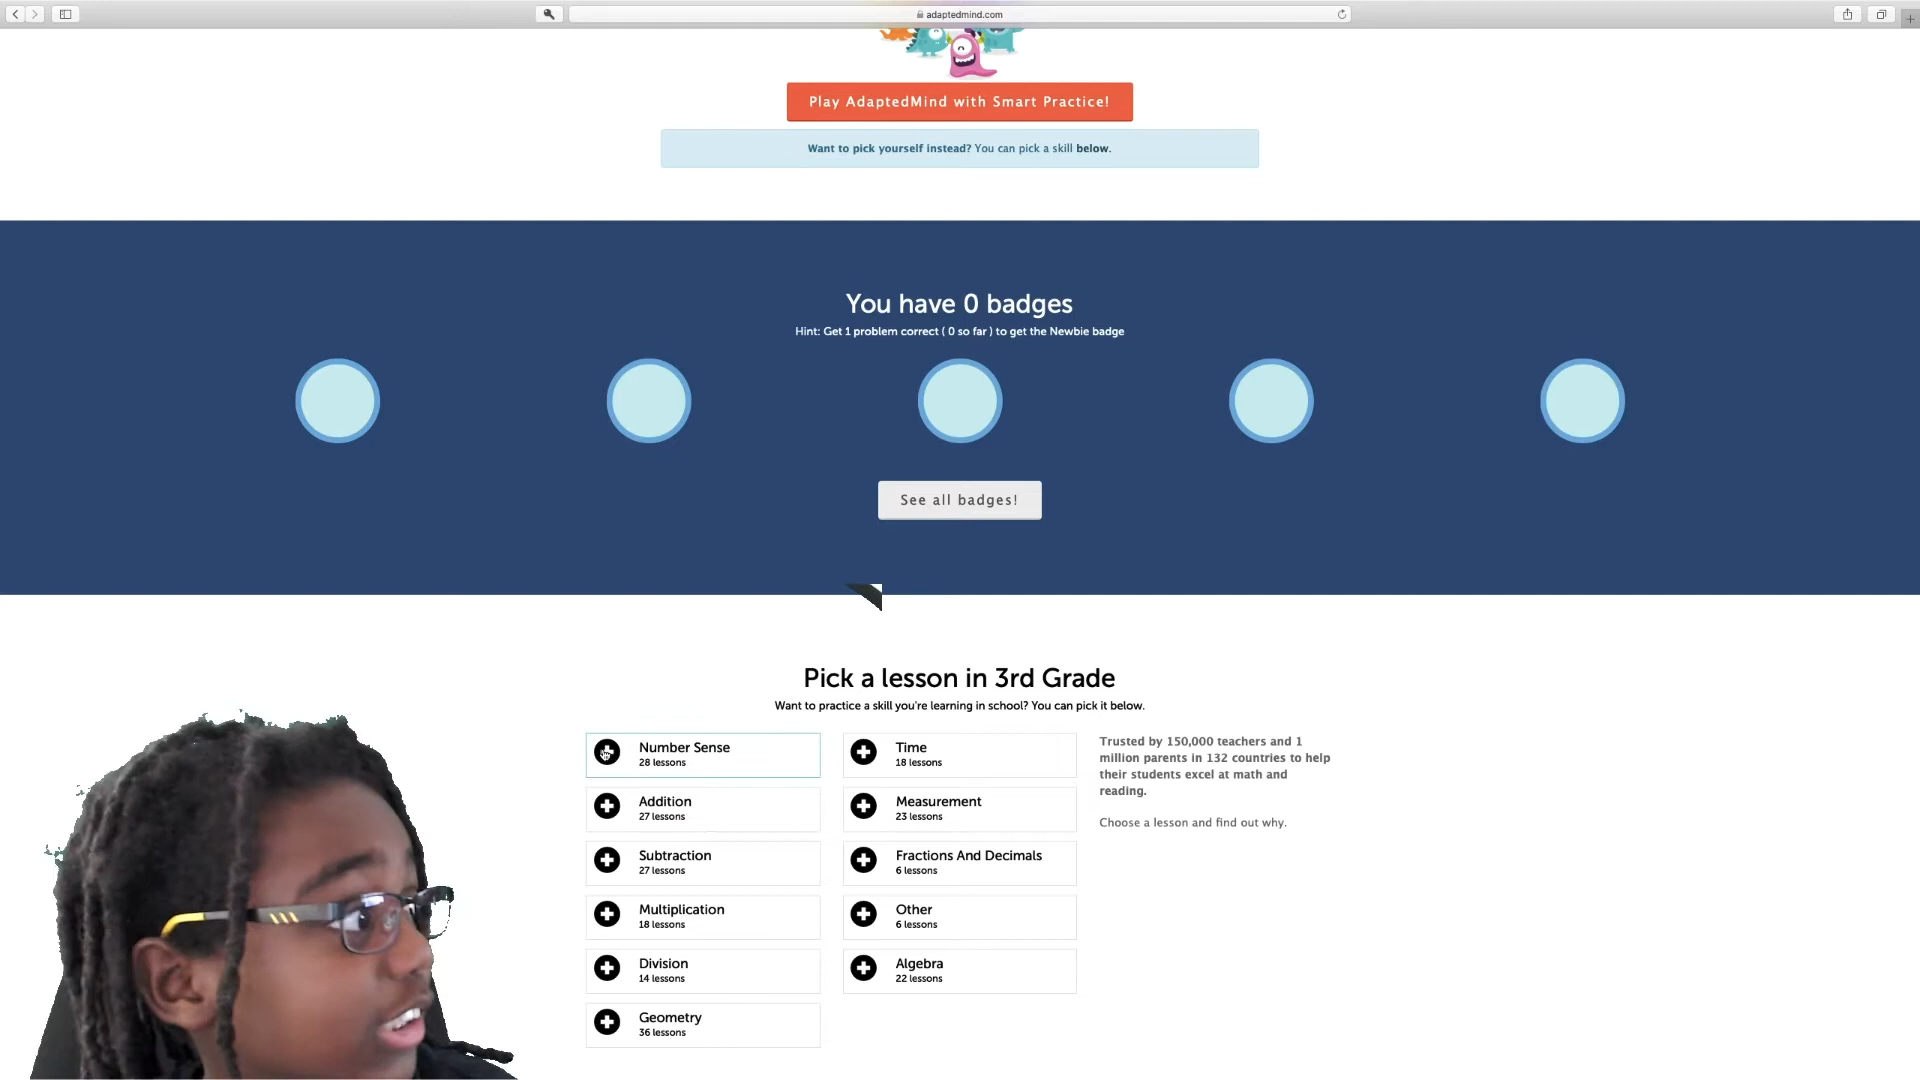 adaptedmind.com
Play AdaptedMind with Smart Practice!
Want to pick yourself instead? You can pick a skill below.
You have 0 badges
Hint: Get 1 problem correct ( 0 so far ) to get the Newbie badge
See all badges!
Pick a lesson in 3rd Grade
Want to practice a skill you're learning in school? You can pick it below.
Number Sense
28 lessons
Addition
27 lessons
Subtraction
27 lessons
Multiplication
18 lessons
Division
14 lessons
Geometry
36 lessons
Time
18 lessons
Measurement
23 lessons
Fractions And Decimals
6 lessons
Other
6 lessons
Algebra
22 lessons
Trusted by 150,000 teachers and 1
million parents in 132 countries to help
their students excel at math and
reading.
Choose a lesson and find out why.